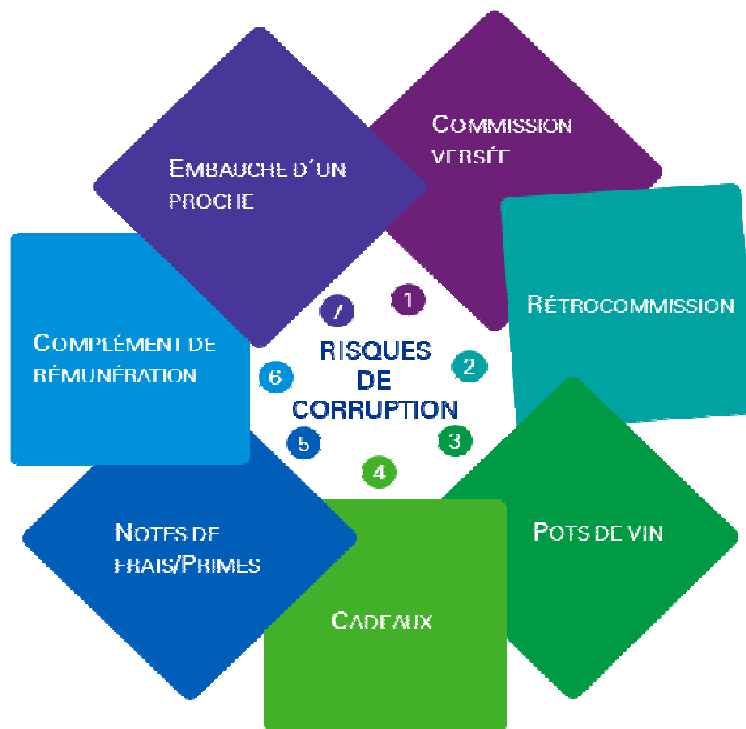 RISQUES
DE
CORRUPTION
1
COMMISSION
VERSÉE
2
RÉTROCOMMISSION
3
POTS DE VIN
4
CADEAUX
5
NOTES DE
FRAIS/PRIMES
6
COMPLÉMENT DE
RÉMUNÉRATION
7
EMBAUCHE D'UN
PROCHE